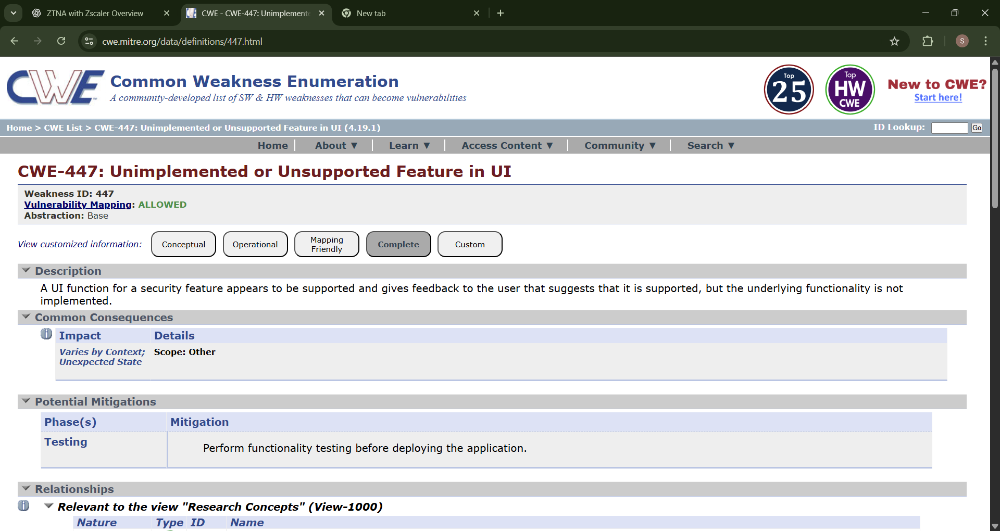 ZTNA with Zscaler Overview
CWE - CWE-447: Unimplemente
New tab
cwe.mitre.org/data/definitions/447.html
S
CWE
Common Weakness Enumeration
A community-developed list of SW & HW weaknesses that can become vulnerabilities
Top
25
Top
HW
CWE
New to CWE?
Start here!
Home > CWE List > CWE-447: Unimplemented or Unsupported Feature in UI (4.19.1)
ID Lookup:
Go
Home
About ▼
Learn ▼
Access Content ▼
Community ▼
Search ▼
CWE-447: Unimplemented or Unsupported Feature in UI
Weakness ID: 447
Vulnerability Mapping: ALLOWED
Abstraction: Base
View customized information:
Conceptual
Operational
Mapping
Friendly
Complete
Custom
Description
A UI function for a security feature appears to be supported and gives feedback to the user that suggests that it is supported, but the underlying functionality is not
implemented.
Common Consequences
Impact
Details
Varies by Context;
Unexpected State
Scope: Other
Potential Mitigations
Phase(s)
Mitigation
Testing
Perform functionality testing before deploying the application.
Relationships
Relevant to the view "Research Concepts" (View-1000)
Nature
Type
ID
Name